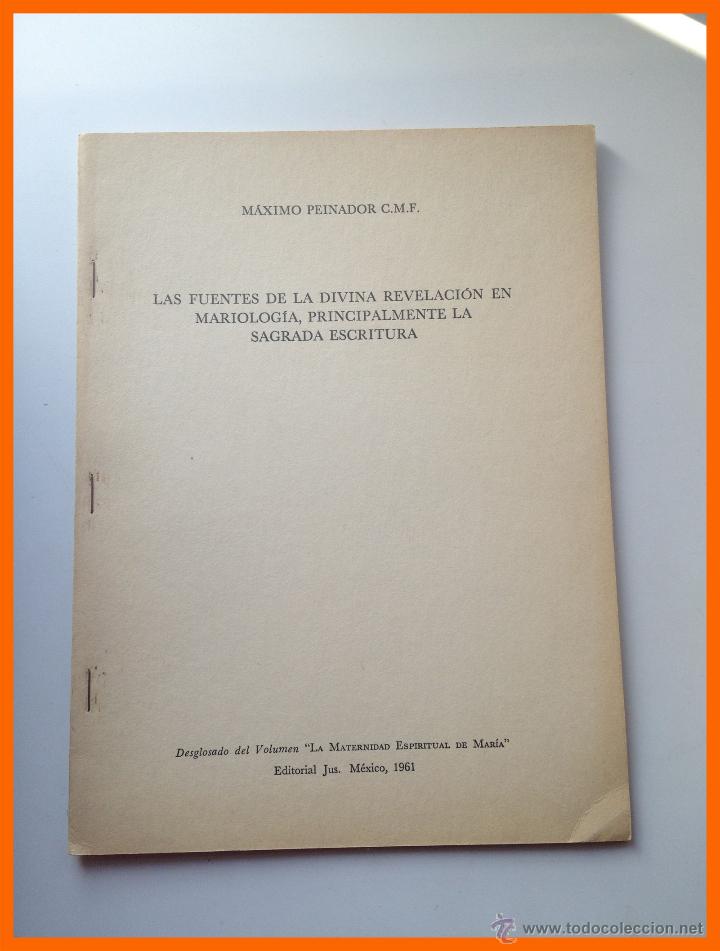 MÁXIMO PEINADOR C.M.F.
LAS FUENTES DE LA DIVINA REVELACIÓN EN
MARIOLOGÍA, PRINCIPALMENTE LA
SAGRADA ESCRITURA
Desglosado del Volumen "LA MATERNIDAD ESPIRITUAL DE MARÍA"
Editorial Jus. México, 1961
© www.todocoleccion.net